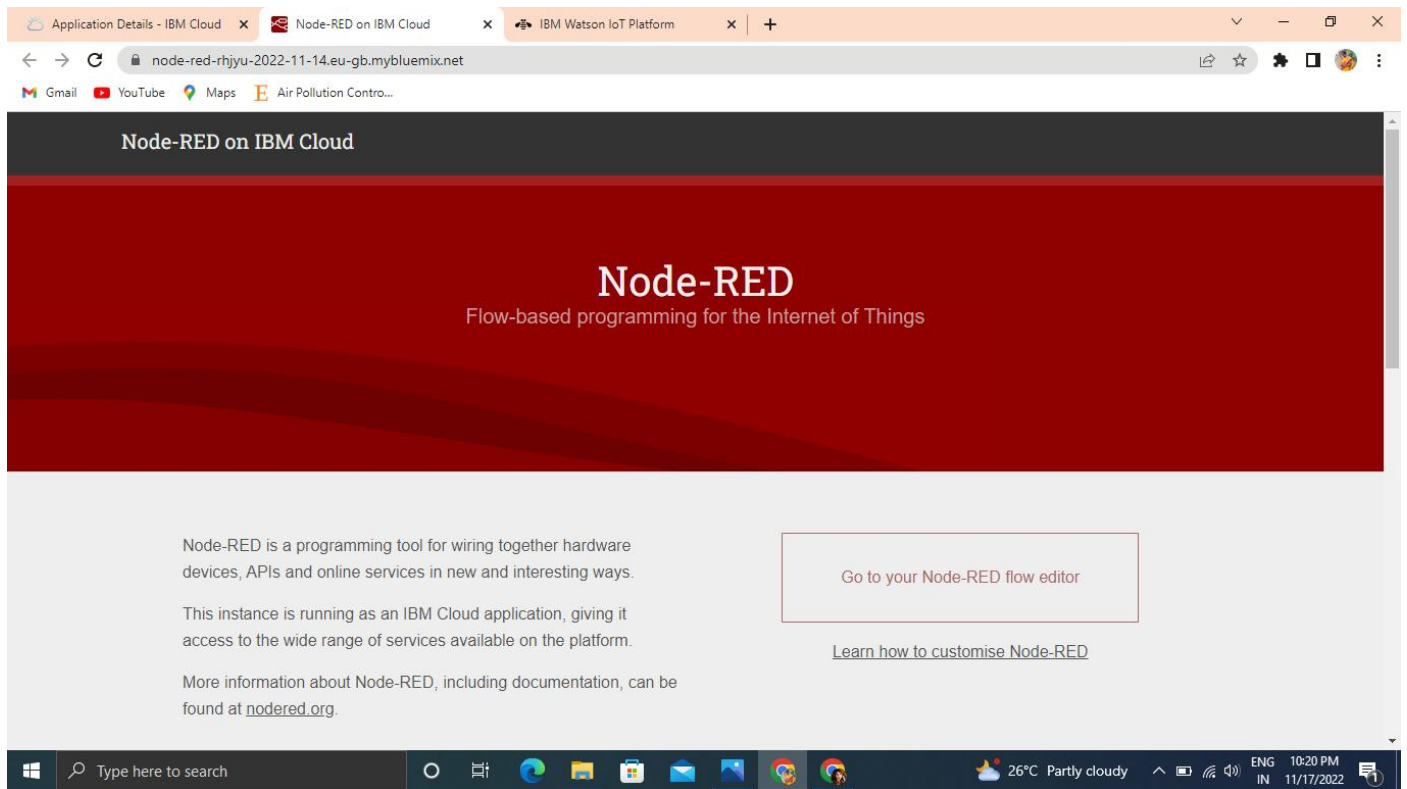 Application Details - IBM Cloud
Node-RED on IBM Cloud
IBM Watson IoT Platform
node-red-rhjyu-2022-11-14.eu-gb.mybluemix.net
Gmail
YouTube
Maps
E
Air Pollution Contro...
Node-RED on IBM Cloud
Node-RED
Flow-based programming for the Internet of Things
Node-RED is a programming tool for wiring together hardware
devices, APIs and online services in new and interesting ways.
This instance is running as an IBM Cloud application, giving it
access to the wide range of services available on the platform.
More information about Node-RED, including documentation, can be
found at nodered.org.
Go to your Node-RED flow editor
Learn how to customise Node-RED
Type here to search
26°C Partly cloudy
ENG
IN
10:20 PM
11/17/2022
1